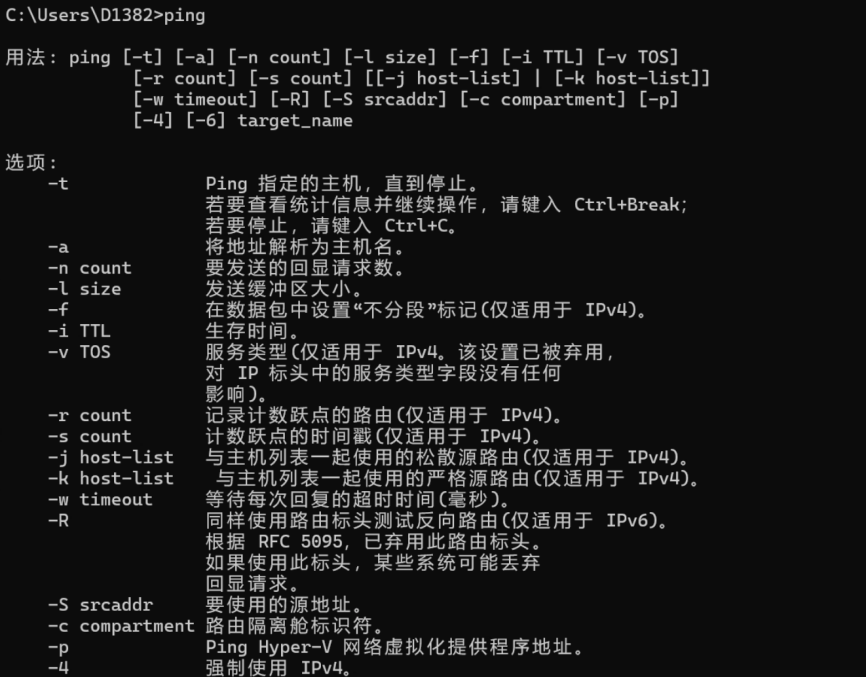 C:\Users\D1382>ping
用法: ping [-t] [-a] [-n count] [-l size] [-f] [-i TTL] [-v TOS]
[-r count] [-s count] [[-j host-list] | [-k host-list]]
[-w timeout] [-R] [-S srcaddr] [-c compartment] [-p]
[-4] [-6] target_name
选项:
-t Ping 指定的主机，直到停止。
若要查看统计信息并继续操作，请键入 Ctrl+Break;
若要停止，请键入 Ctrl+C。
-a 将地址解析为主机名。
-n count 要发送的回显请求数。
-l size 发送缓冲区大小。
-f 在数据包中设置“不分段”标记(仅适用于 IPv4)。
-i TTL 生存时间。
-v TOS 服务类型(仅适用于 IPv4。该设置已被弃用，
对 IP 标头中的服务类型字段没有任何
影响)。
-r count 记录计数跃点的路由(仅适用于 IPv4)。
-s count 计数跃点的时间戳(仅适用于 IPv4)。
-j host-list 与主机列表一起使用的松散源路由(仅适用于 IPv4)。
-k host-list 与主机列表一起使用的严格源路由(仅适用于 IPv4)。
-w timeout 等待每次回复的超时时间(毫秒)。
-R 同样使用路由标头测试反向路由(仅适用于 IPv6)。
根据 RFC 5095，已弃用此路由标头。
如果使用此标头，某些系统可能丢弃
回显请求。
-S srcaddr 要使用的源地址。
-c compartment 路由隔离舱标识符。
-p Ping Hyper-V 网络虚拟化提供程序地址。
-4 强制使用 IPv4。